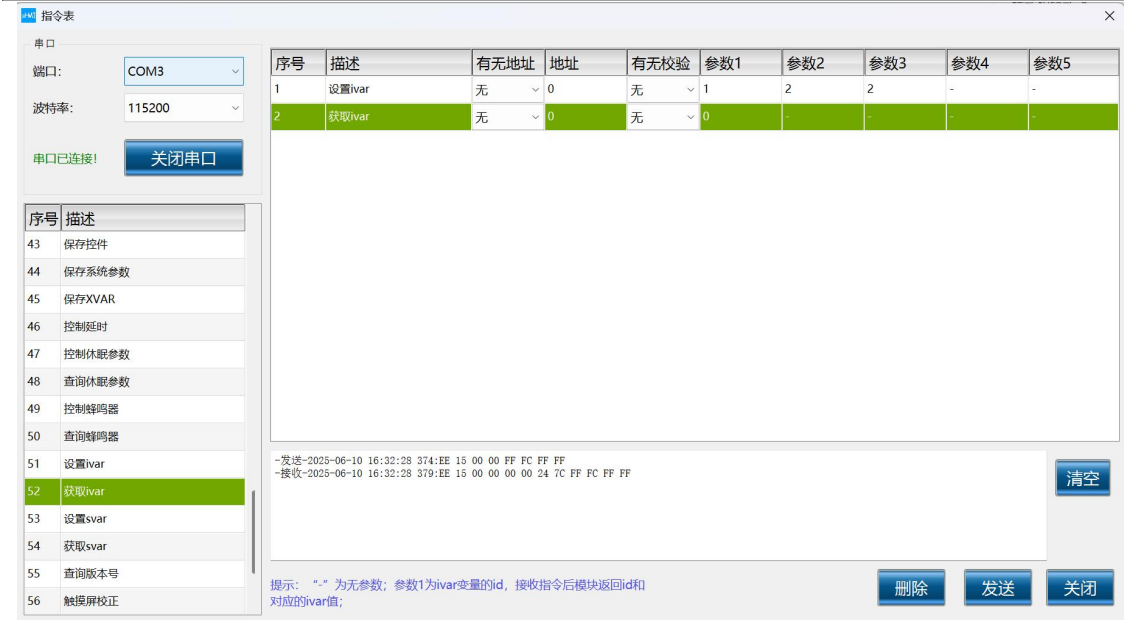 指令表
串口
端口:
COM3
波特率:
115200
串口已连接!
关闭串口
序号 描述
43 保存控件
44 保存系统参数
45 保存XVAR
46 控制延时
47 控制休眠参数
48 查询休眠参数
49 控制蜂鸣器
50 查询蜂鸣器
51 设置ivar
52 获取ivar
53 设置svar
54 获取svar
55 查询版本号
56 触摸屏校正
序号 描述 有无地址 地址 有无校验 参数1 参数2 参数3 参数4 参数5
1 设置ivar 无 0 无 1 2 2 - -
2 获取ivar 无 0 无 0 - - - -
-发送-2025-06-10 16:32:28 374:EE 15 00 00 FF FC FF FF
-接收-2025-06-10 16:32:28 379:EE 15 00 00 00 00 24 7C FF FC FF FF
清空
提示: “-”为无参数; 参数1为ivar变量的id, 接收指令后模块返回id和
对应的ivar值;
删除
发送
关闭